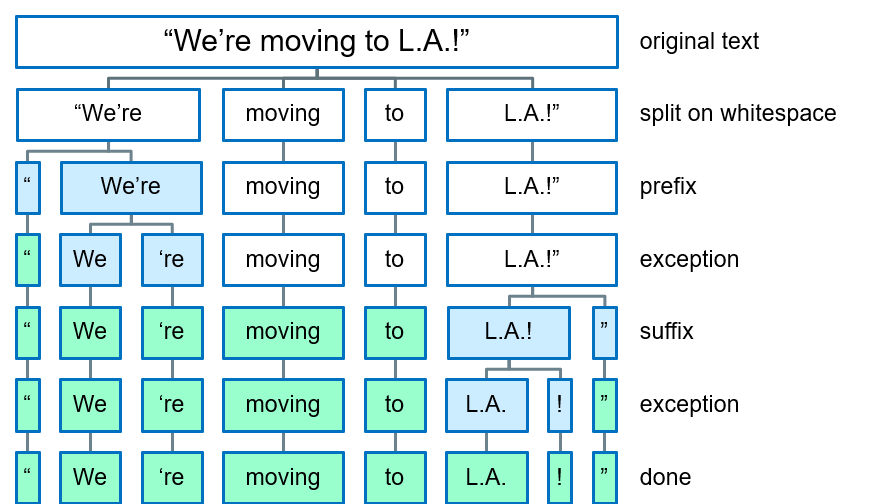 “We’re moving to L.A.!” original text
“We’re moving to L.A.!” split on whitespace
“ We’re moving to L.A.!” prefix
“ We ‘re moving to L.A.!” exception
“ We ‘re moving to L.A.! ” suffix
“ We ‘re moving to L.A. ! ” exception
“ We ‘re moving to L.A. ! ” done